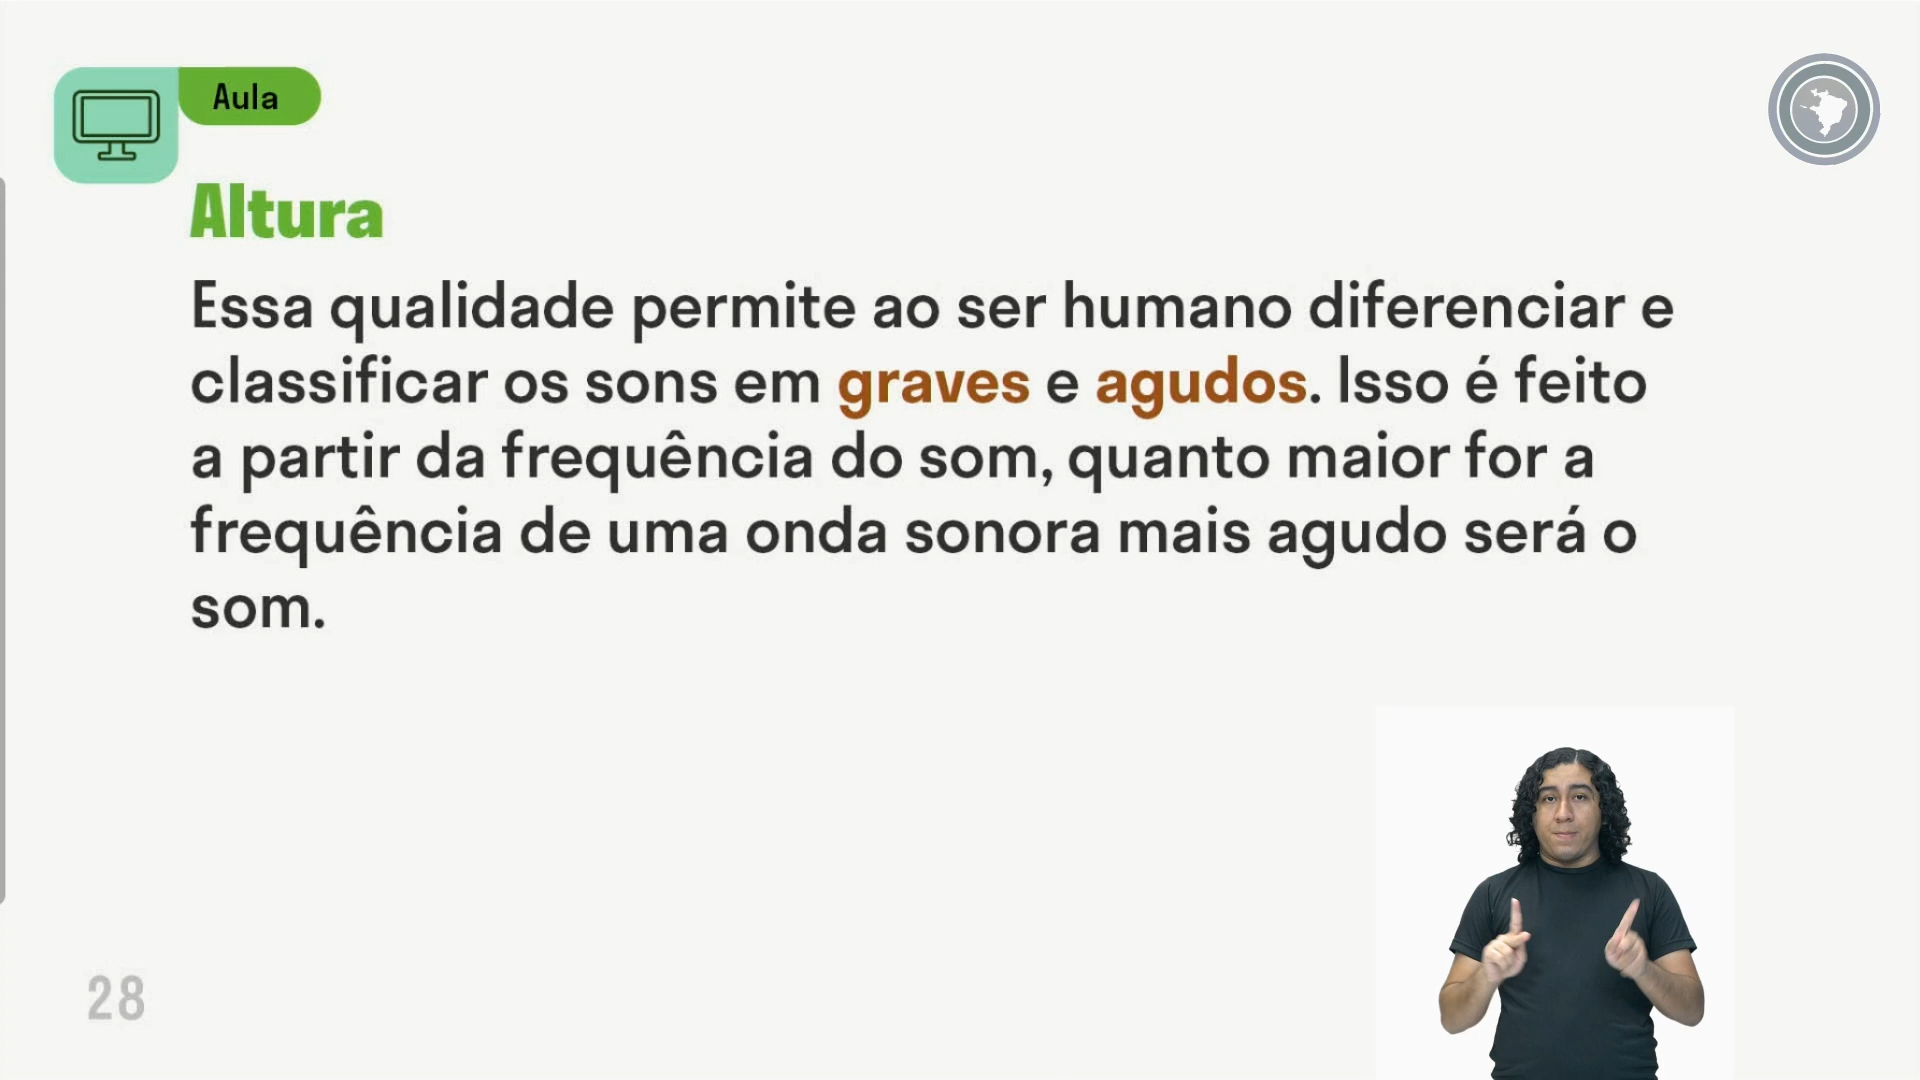 Aula
Altura
Essa qualidade permite ao ser humano diferenciar e
classificar os sons em graves e agudos. Isso é feito
a partir da frequência do som, quanto maior for a
frequência de uma onda sonora mais agudo será o
som.
28